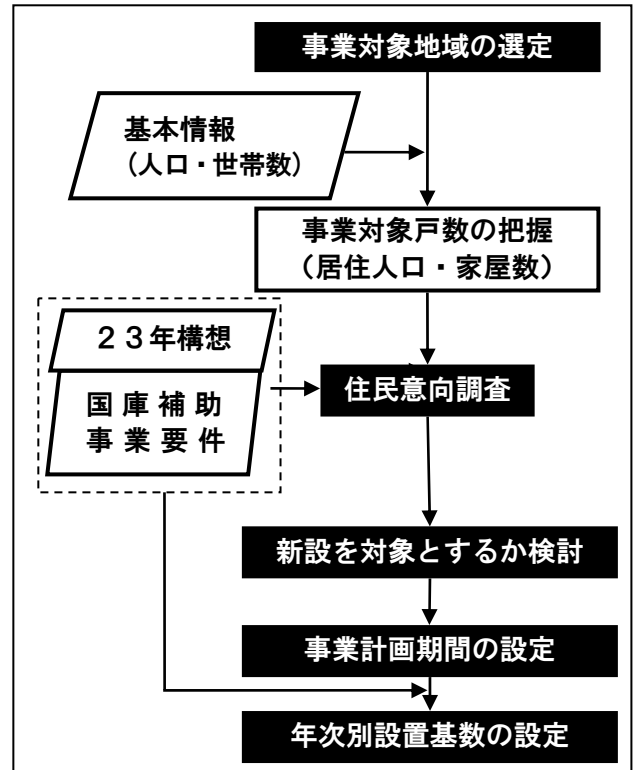 事業対象地域の選定
基本情報
（人口・世帯数）
事業対象戸数の把握
（居住人口・家屋数）
２３年構想
国庫補助
事業要件
住民意向調査
新設を対象とするか検討
事業計画期間の設定
年次別設置基数の設定